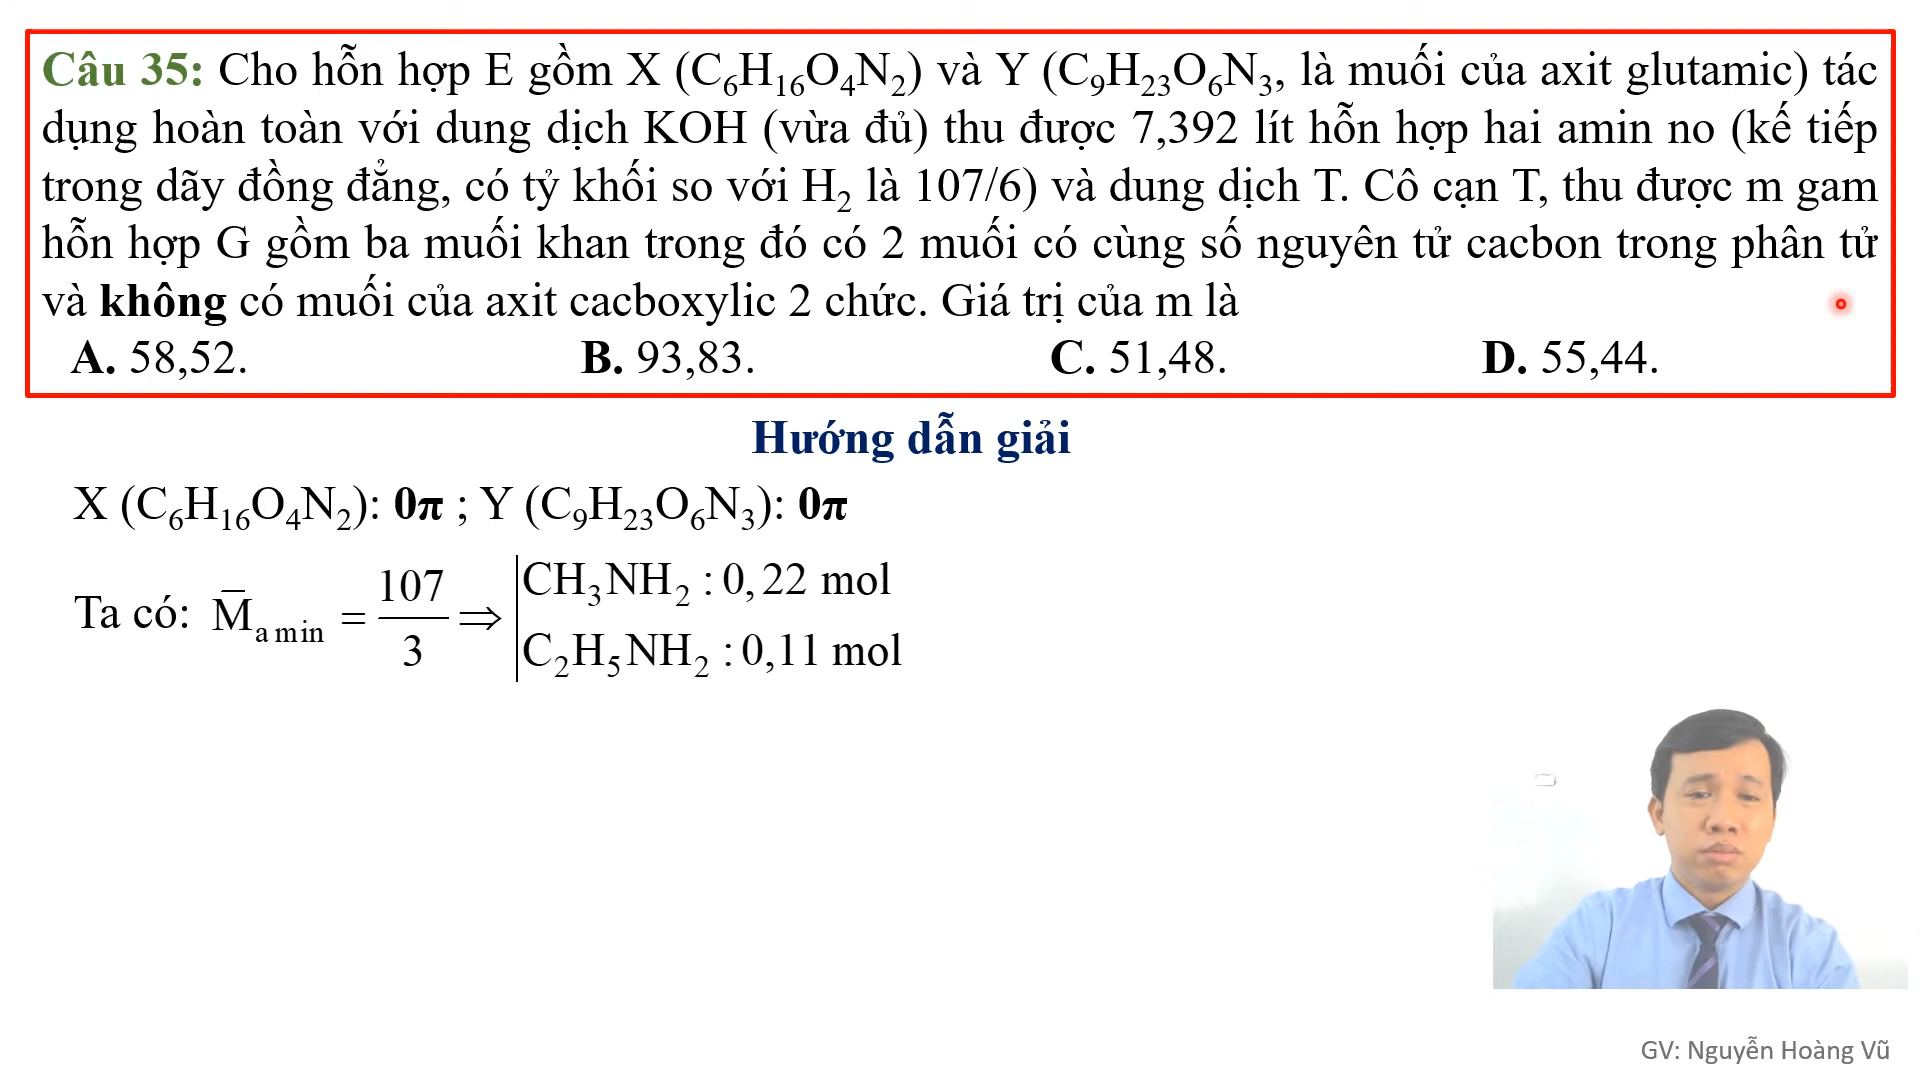 Câu 35: Cho hỗn hợp E gồm X (C₆H₁₆O₄N₂) và Y (C₉H₂₃O₆N₃, là muối của axit glutamic) tác
dụng hoàn toàn với dung dịch KOH (vừa đủ) thu được 7,392 lít hỗn hợp hai amin no (kế tiếp
trong dãy đồng đẳng, có tỷ khối so với H₂ là 107/6) và dung dịch T. Cô cạn T, thu được m gam
hỗn hợp G gồm ba muối khan trong đó có 2 muối có cùng số nguyên tử cacbon trong phân tử
và không có muối của axit cacboxylic 2 chức. Giá trị của m là
A. 58,52. B. 93,83. C. 51,48. D. 55,44.
Hướng dẫn giải
X (C₆H₁₆O₄N₂): 0π ; Y (C₉H₂₃O₆N₃): 0π
Ta có: M̅ₐ ₘᵢₙ = 107/3 ⇒ | CH₃NH₂ : 0,22 mol
C₂H₅NH₂ : 0,11 mol
GV: Nguyễn Hoàng Vũ